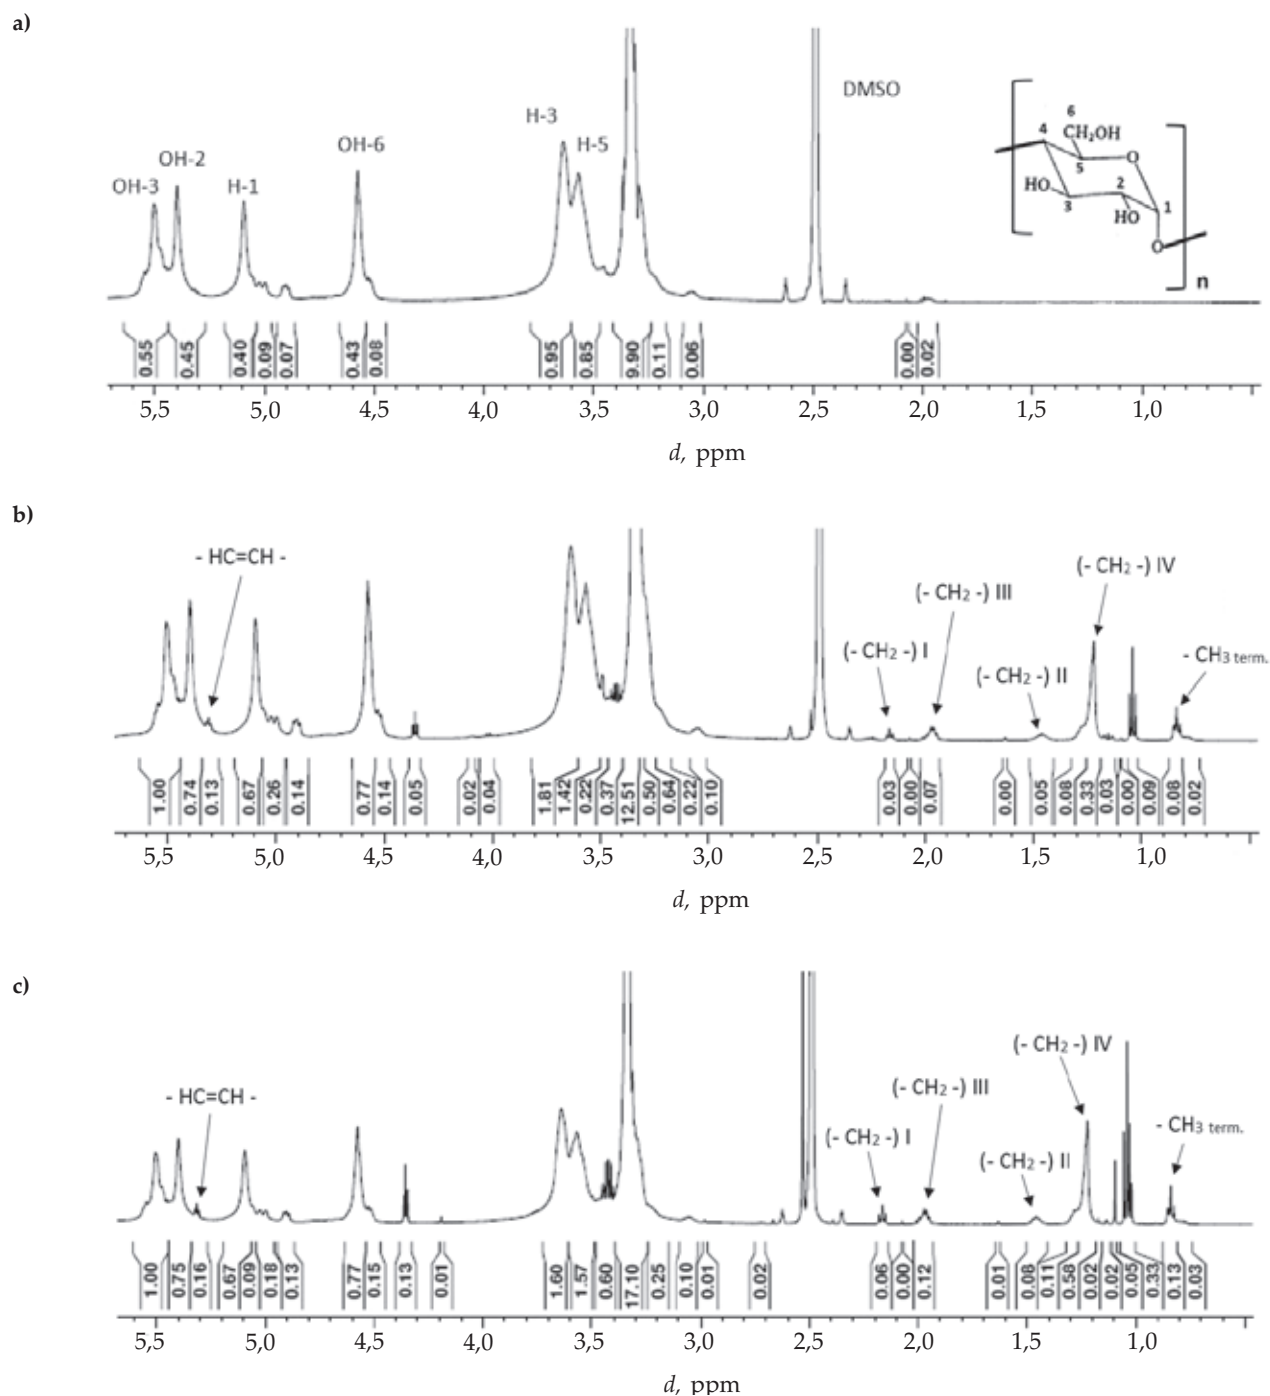 a)
DMSO
H-3
H-5
OH-6
OH-2
OH-3
H-1
6
CH2OH
4
5
O
HO
3
2
HO
1
O
n
0.55 0.45 0.40 0.09 0.07 0.43 0.08 0.95 0.85 9.90 0.11 0.06 0.00 0.02
5,5 5,0 4,5 4,0 3,5 3,0 2,5 2,0 1,5 1,0
d, ppm
b)
- HC=CH -
(- CH2 -) IV
(- CH2 -) III
(- CH2 -) I
(- CH2 -) II
- CH3 term.
1.00 0.74 0.13 0.67 0.26 0.14 0.77 0.14 0.05 0.02 0.04 1.81 1.42 0.22 0.37 12.51 0.50 0.64 0.22 0.10 0.03 0.00 0.07 0.00 0.05 0.08 0.33 0.03 0.00 0.09 0.08 0.02
5,5 5,0 4,5 4,0 3,5 3,0 2,5 2,0 1,5 1,0
d, ppm
c)
(- CH2 -) IV
- HC=CH -
(- CH2 -) III
(- CH2 -) I
(- CH2 -) II
- CH3 term.
1.00 0.75 0.16 0.67 0.09 0.18 0.13 0.77 0.15 0.13 0.01 1.60 1.57 0.60 17.10 0.25 0.10 0.01 0.02 0.06 0.00 0.12 0.01 0.08 0.11 0.58 0.02 0.02 0.05 0.33 0.13 0.03
5,5 5,0 4,5 4,0 3,5 3,0 2,5 2,0 1,5 1,0
d, ppm